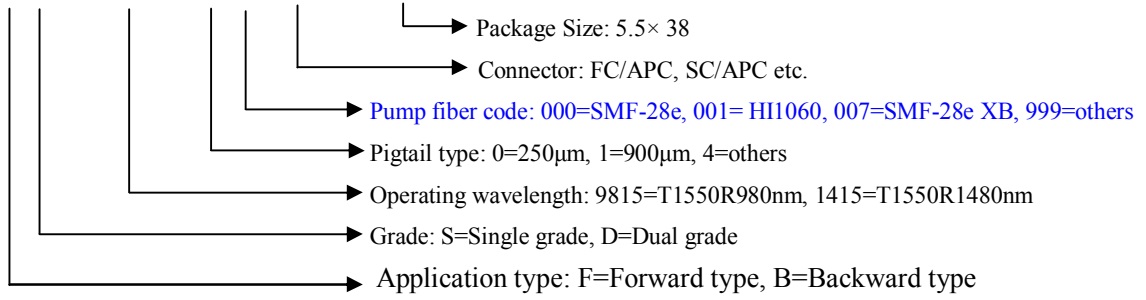 Package Size: 5.5× 38
Connector: FC/APC, SC/APC etc.
Pump fiber code: 000=SMF-28e, 001= HI1060, 007=SMF-28e XB, 999=others
Pigtail type: 0=250μm, 1=900μm, 4=others
Operating wavelength: 9815=T1550R980nm, 1415=T1550R1480nm
Grade: S=Single grade, D=Dual grade
Application type: F=Forward type, B=Backward type